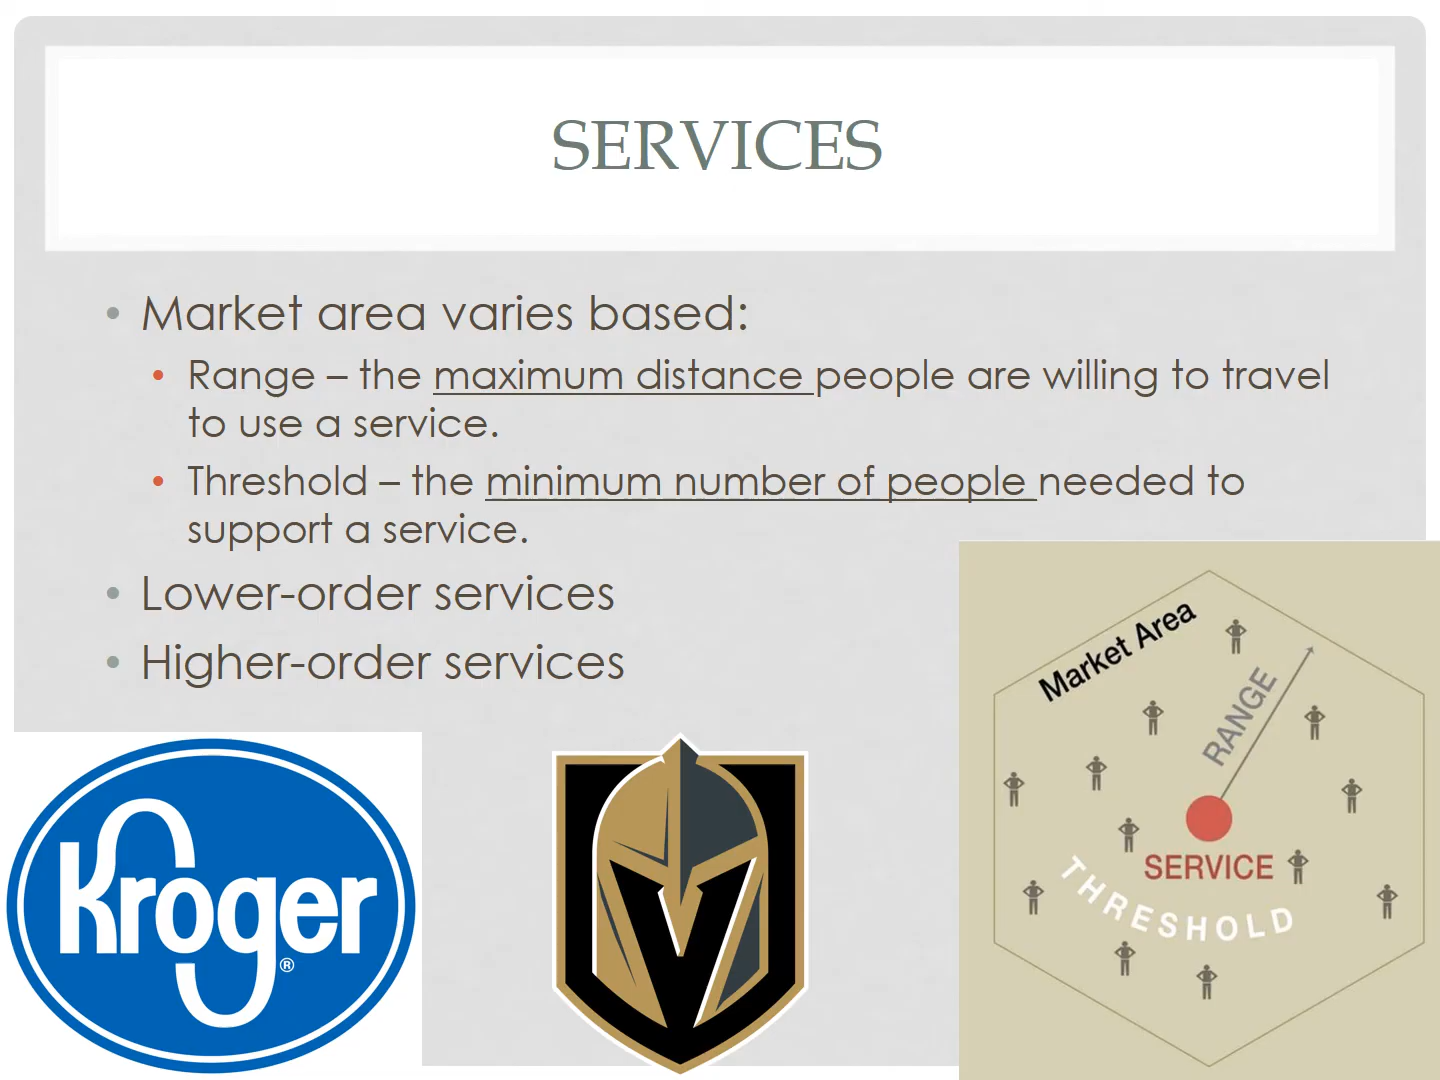 SERVICES
• Market area varies based:
• Range – the maximum distance people are willing to travel
to use a service.
• Threshold – the minimum number of people needed to
support a service.
• Lower-order services
• Higher-order services
Kroger®
Market Area
RANGE
SERVICE
THRESHOLD